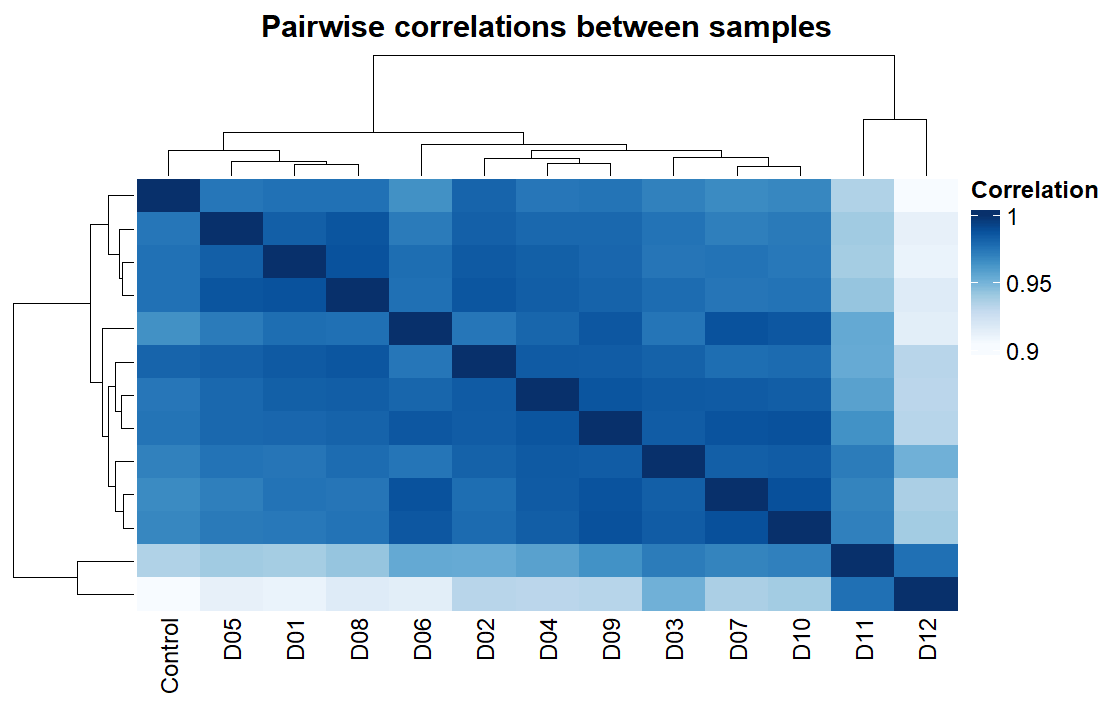 Pairwise correlations between samples
Correlation
1
0.95
0.9
Control D05 D01 D08 D06 D02 D04 D09 D03 D07 D10 D11 D12